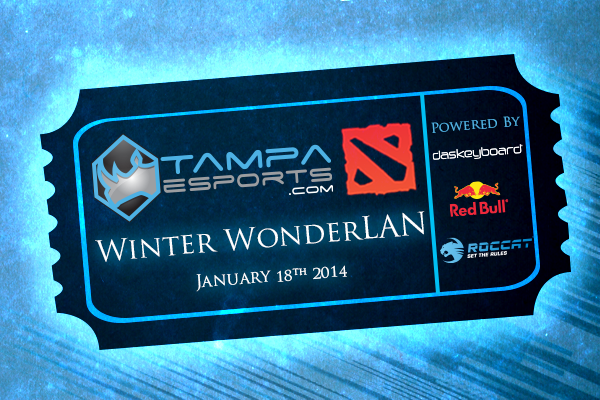 TAMPA
ESPORTS
.COM
WINTER WONDERLAN
JANUARY 18TH 2014
POWERED BY
daskeyboard
Red Bull
ROCCAT
SET THE RULES